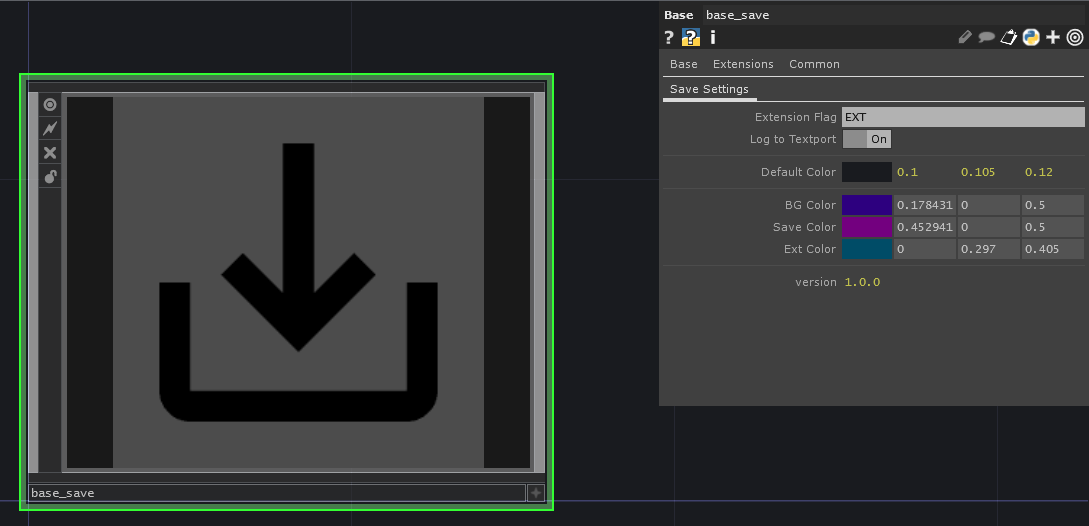 Base base_save
? ? i
Base Extensions Common
Save Settings
Extension Flag EXT
Log to Textport On
Default Color 0.1 0.105 0.12
BG Color 0.178431 0 0.5
Save Color 0.452941 0 0.5
Ext Color 0 0.297 0.405
version 1.0.0
base_save